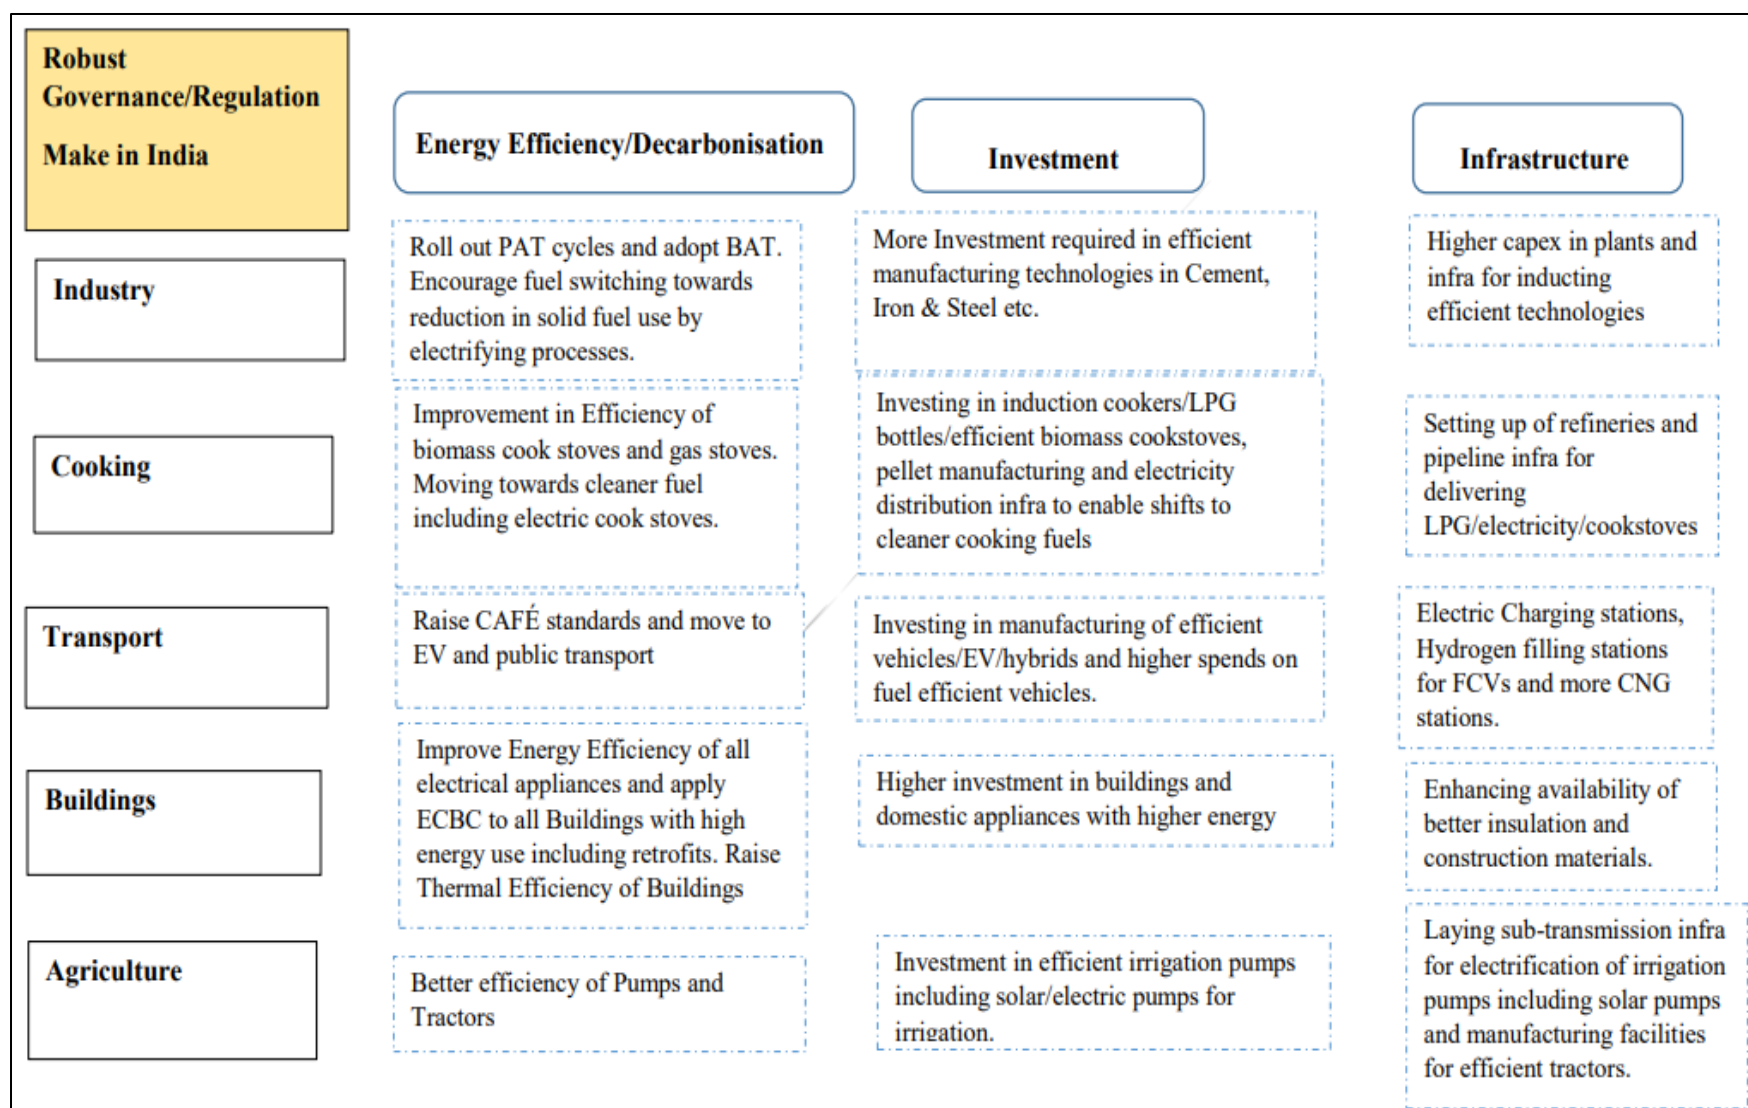 Robust
Governance/Regulation
Make in India
Energy Efficiency/Decarbonisation
Investment
Infrastructure
Industry
Roll out PAT cycles and adopt BAT.
Encourage fuel switching towards
reduction in solid fuel use by
electrifying processes.
More Investment required in efficient
manufacturing technologies in Cement,
Iron & Steel etc.
Higher capex in plants and
infra for inducting
efficient technologies
Cooking
Improvement in Efficiency of
biomass cook stoves and gas stoves.
Moving towards cleaner fuel
including electric cook stoves.
Investing in induction cookers/LPG
bottles/efficient biomass cookstoves,
pellet manufacturing and electricity
distribution infra to enable shifts to
cleaner cooking fuels
Setting up of refineries and
pipeline infra for
delivering
LPG/electricity/cookstoves
Transport
Raise CAFÉ standards and move to
EV and public transport
Investing in manufacturing of efficient
vehicles/EV/hybrids and higher spends on
fuel efficient vehicles.
Electric Charging stations,
Hydrogen filling stations
for FCVs and more CNG
stations.
Buildings
Improve Energy Efficiency of all
electrical appliances and apply
ECBC to all Buildings with high
energy use including retrofits. Raise
Thermal Efficiency of Buildings
Higher investment in buildings and
domestic appliances with higher energy
Enhancing availability of
better insulation and
construction materials.
Agriculture
Better efficiency of Pumps and
Tractors
Investment in efficient irrigation pumps
including solar/electric pumps for
irrigation.
Laying sub-transmission infra
for electrification of irrigation
pumps including solar pumps
and manufacturing facilities
for efficient tractors.